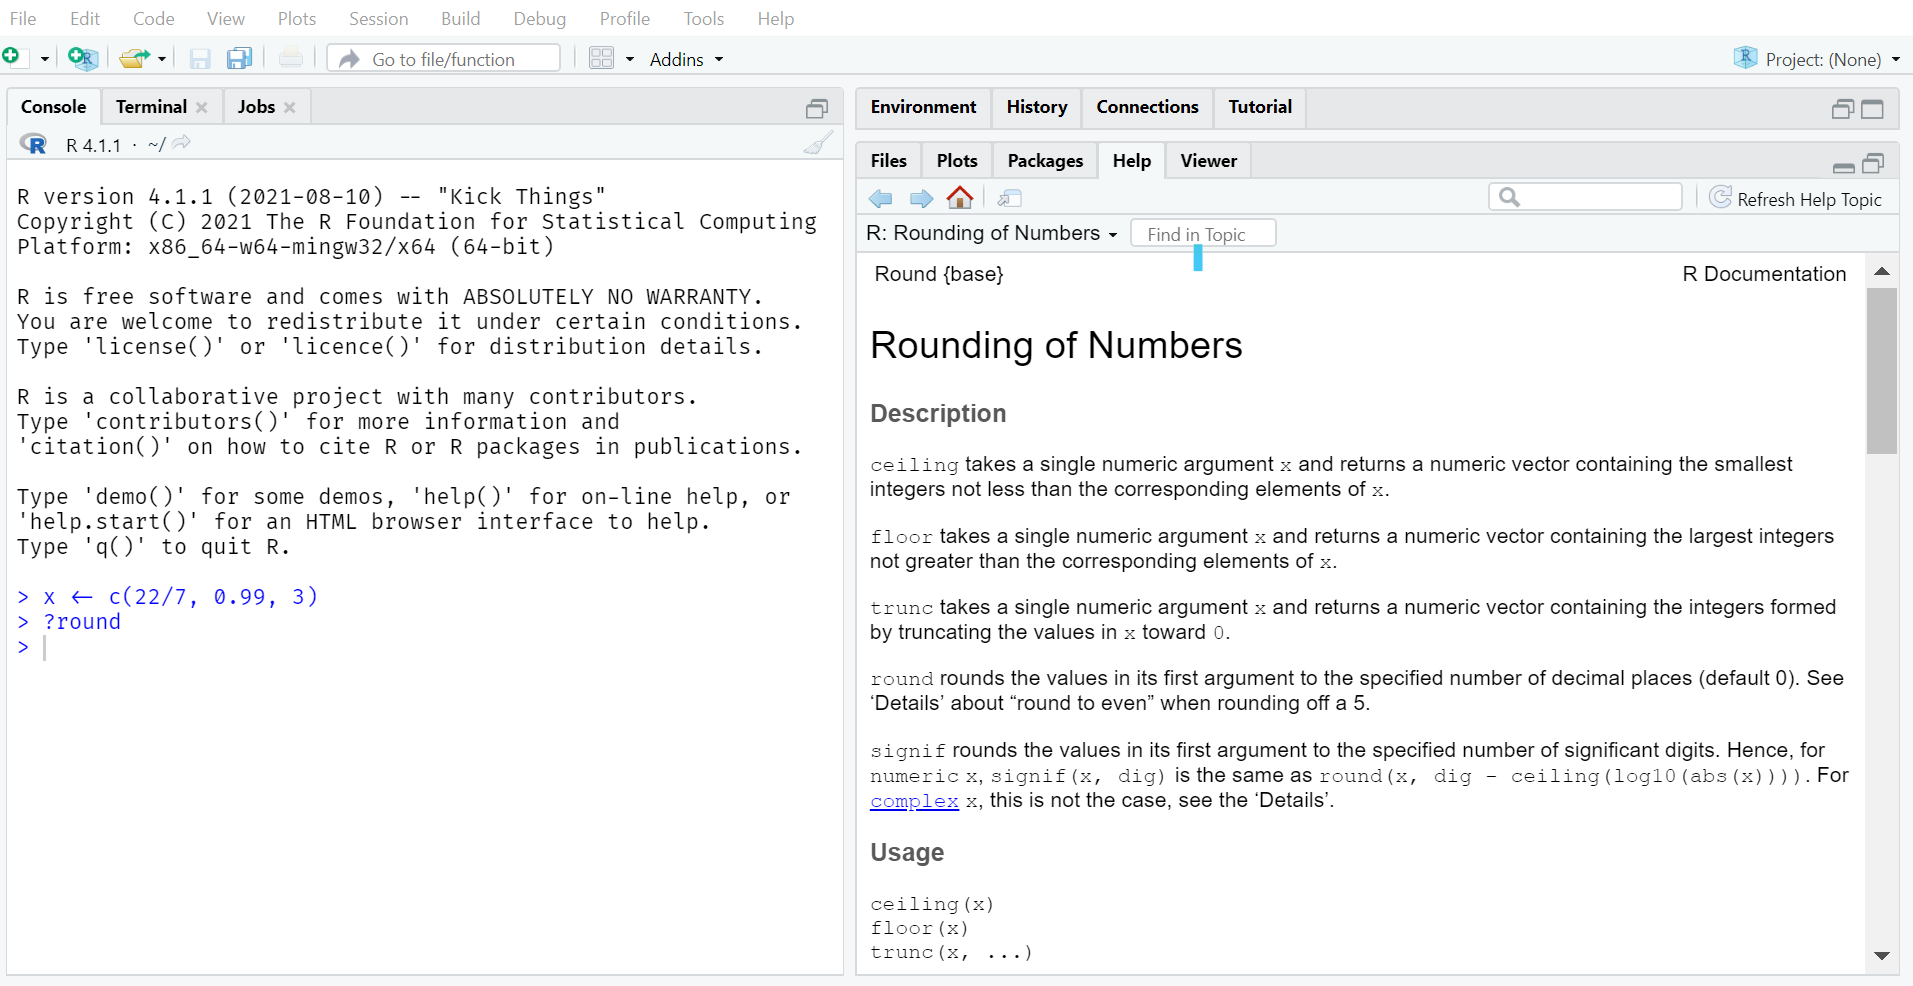 File Edit Code View Plots Session Build Debug Profile Tools Help
Go to file/function Addins Project: (None)
Console Terminal Jobs
R 4.1.1 · ~/
R version 4.1.1 (2021-08-10) -- "Kick Things"
Copyright (C) 2021 The R Foundation for Statistical Computing
Platform: x86_64-w64-mingw32/x64 (64-bit)
R is free software and comes with ABSOLUTELY NO WARRANTY.
You are welcome to redistribute it under certain conditions.
Type 'license()' or 'licence()' for distribution details.
R is a collaborative project with many contributors.
Type 'contributors()' for more information and
'citation()' on how to cite R or R packages in publications.
Type 'demo()' for some demos, 'help()' for on-line help, or
'help.start()' for an HTML browser interface to help.
Type 'q()' to quit R.
> x <- c(22/7, 0.99, 3)
> ?round
>
Environment History Connections Tutorial
Files Plots Packages Help Viewer
Refresh Help Topic
R: Rounding of Numbers Find in Topic
Round {base} R Documentation
Rounding of Numbers
Description
ceiling takes a single numeric argument x and returns a numeric vector containing the smallest
integers not less than the corresponding elements of x.
floor takes a single numeric argument x and returns a numeric vector containing the largest integers
not greater than the corresponding elements of x.
trunc takes a single numeric argument x and returns a numeric vector containing the integers formed
by truncating the values in x toward 0.
round rounds the values in its first argument to the specified number of decimal places (default 0). See
‘Details’ about “round to even” when rounding off a 5.
signif rounds the values in its first argument to the specified number of significant digits. Hence, for
numeric x, signif(x, dig) is the same as round(x, dig - ceiling(log10(abs(x)))). For
complex x, this is not the case, see the ‘Details’.
Usage
ceiling(x)
floor(x)
trunc(x, ...)